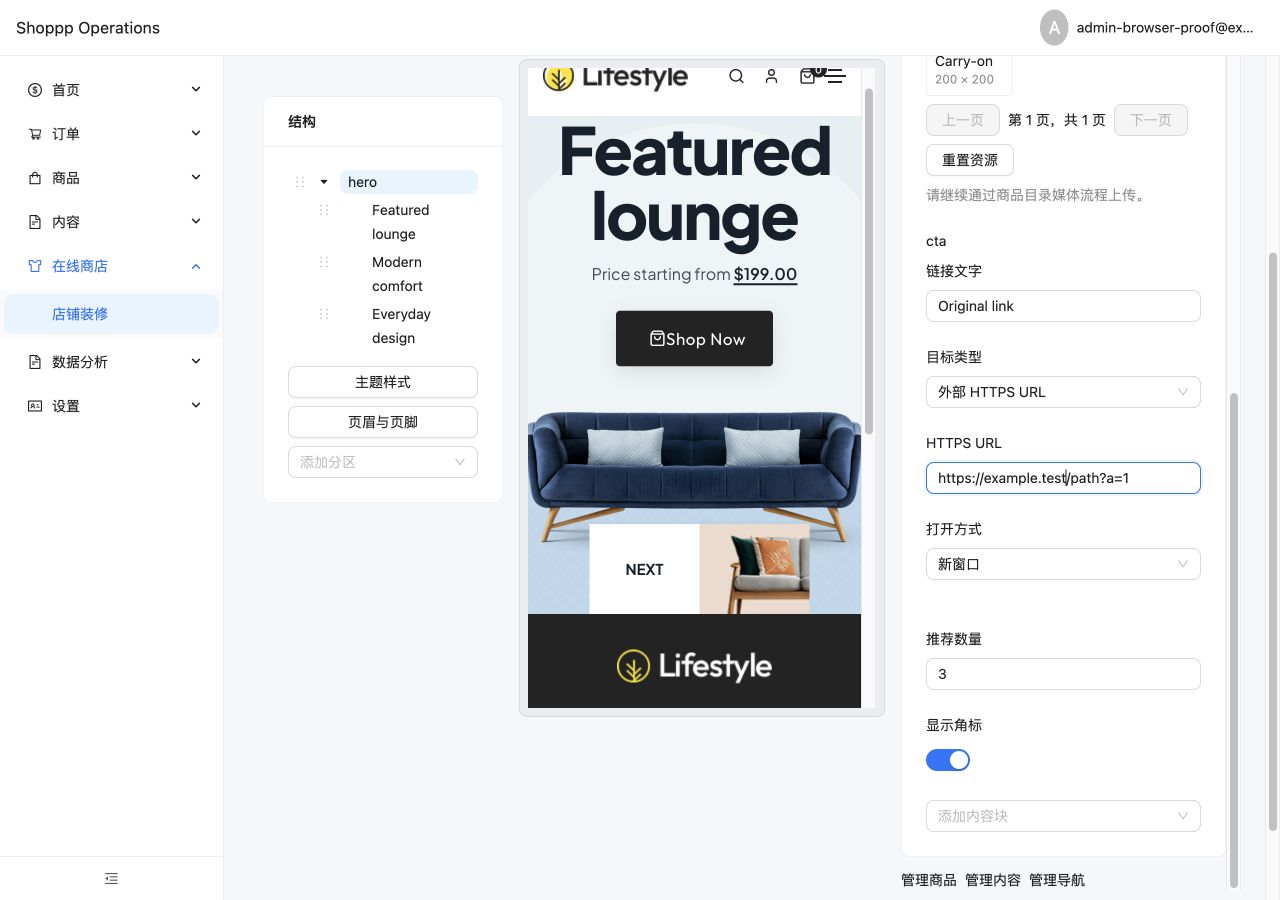 Shoppp Operations
A
admin-browser-proof@ex...
首页
订单
商品
内容
在线商店
店铺装修
数据分析
设置
结构
hero
Featured
lounge
Modern
comfort
Everyday
design
主题样式
页眉与页脚
添加分区
Lifestyle
0
Featured
lounge
Price starting from $199.00
Shop Now
NEXT
Lifestyle
Carry-on
200 × 200
上一页
第 1 页，共 1 页
下一页
重置资源
请继续通过商品目录媒体流程上传。
cta
链接文字
Original link
目标类型
外部 HTTPS URL
HTTPS URL
https://example.test/path?a=1
打开方式
新窗口
推荐数量
3
显示角标
添加内容块
管理商品 管理内容 管理导航